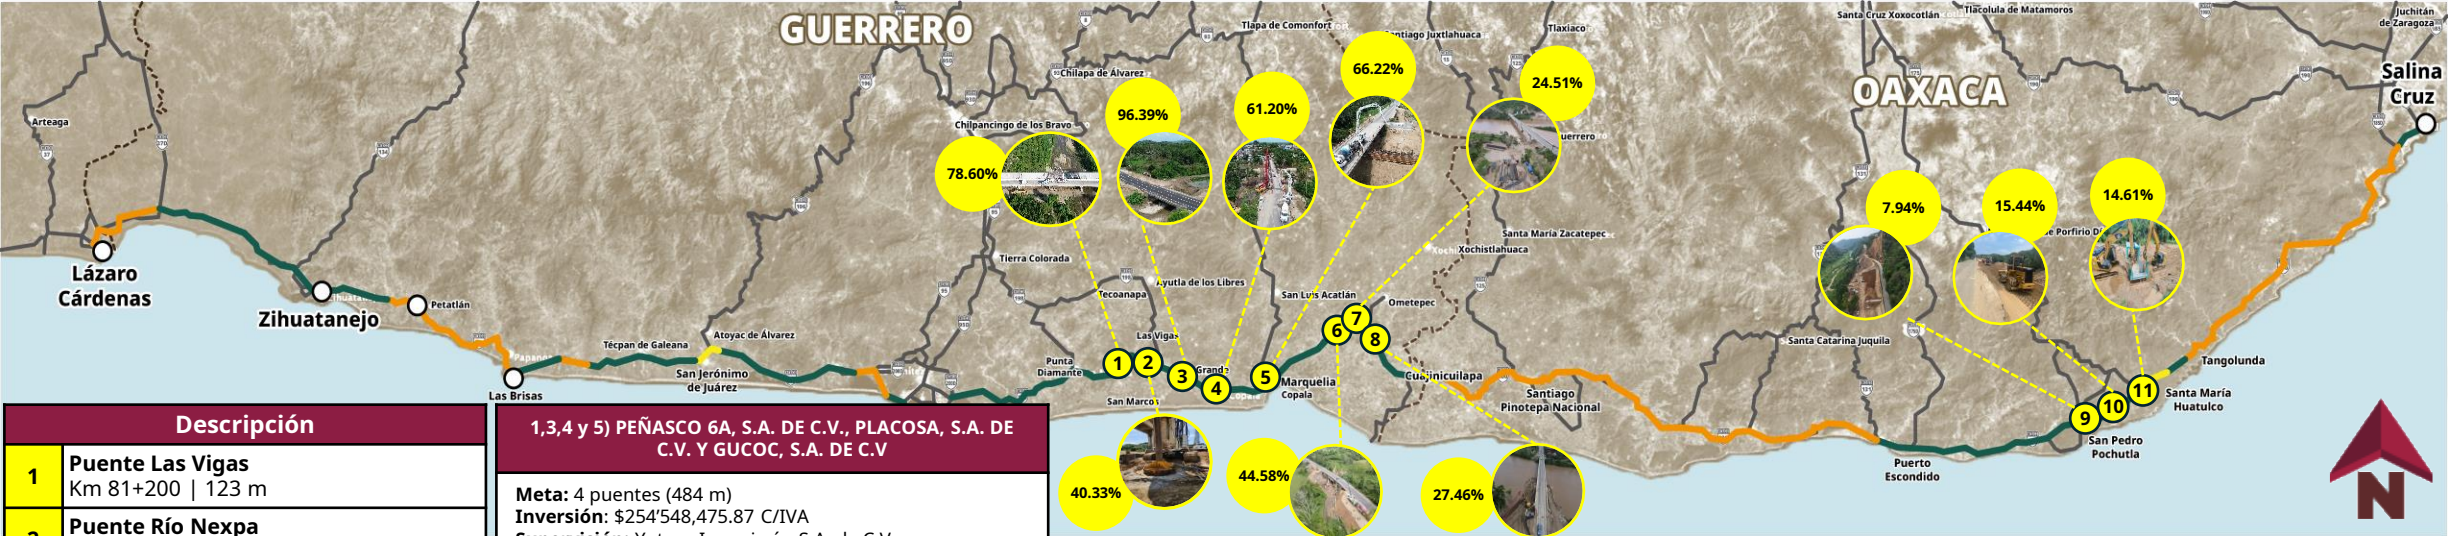 GUERRERO
OAXACA
Arteaga
Lázaro
Cárdenas
Zihuatanejo
Petatlán
Las Brisas
Técpan de Galeana
Atoyac de Álvarez
San Jerónimo
de Juárez
Chilpancingo de los Bravo
Chilapa de Álvarez
Tlapa de Comonfort
Santiago Juxtlahuaca
Tlaxiaco
Tierra Colorada
Tecoanapa
Ayutla de los Libres
Las Vigas
Punta
Diamante
San Marcos
Grande
Copala
Marquelia
Copala
San Luis Acatlán
Ometepec
Xochistlahuaca
Santa María Zacatepec
Cuajinicuilapa
Santiago
Pinotepa Nacional
Santa Cruz Xoxocotlán
Tlacolula de Matamoros
Juchitán
de Zaragoza
Salina
Cruz
Santa Catarina Juquila
Puerto
Escondido
San Pedro
Pochutla
Santa María
Huatulco
Tangolunda
78.60%
96.39%
61.20%
66.22%
24.51%
7.94%
15.44%
14.61%
40.33%
44.58%
27.46%
1
2
3
4
5
6
7
8
9
10
11
N
Descripción
1
Puente Las Vigas
Km 81+200 | 123 m
2
Puente Río Nexpa
1,3,4 y 5) PEÑASCO 6A, S.A. DE C.V., PLACOSA, S.A. DE
C.V. Y GUCOC, S.A. DE C.V
Meta: 4 puentes (484 m)
Inversión: $254’548,475.87 C/IVA